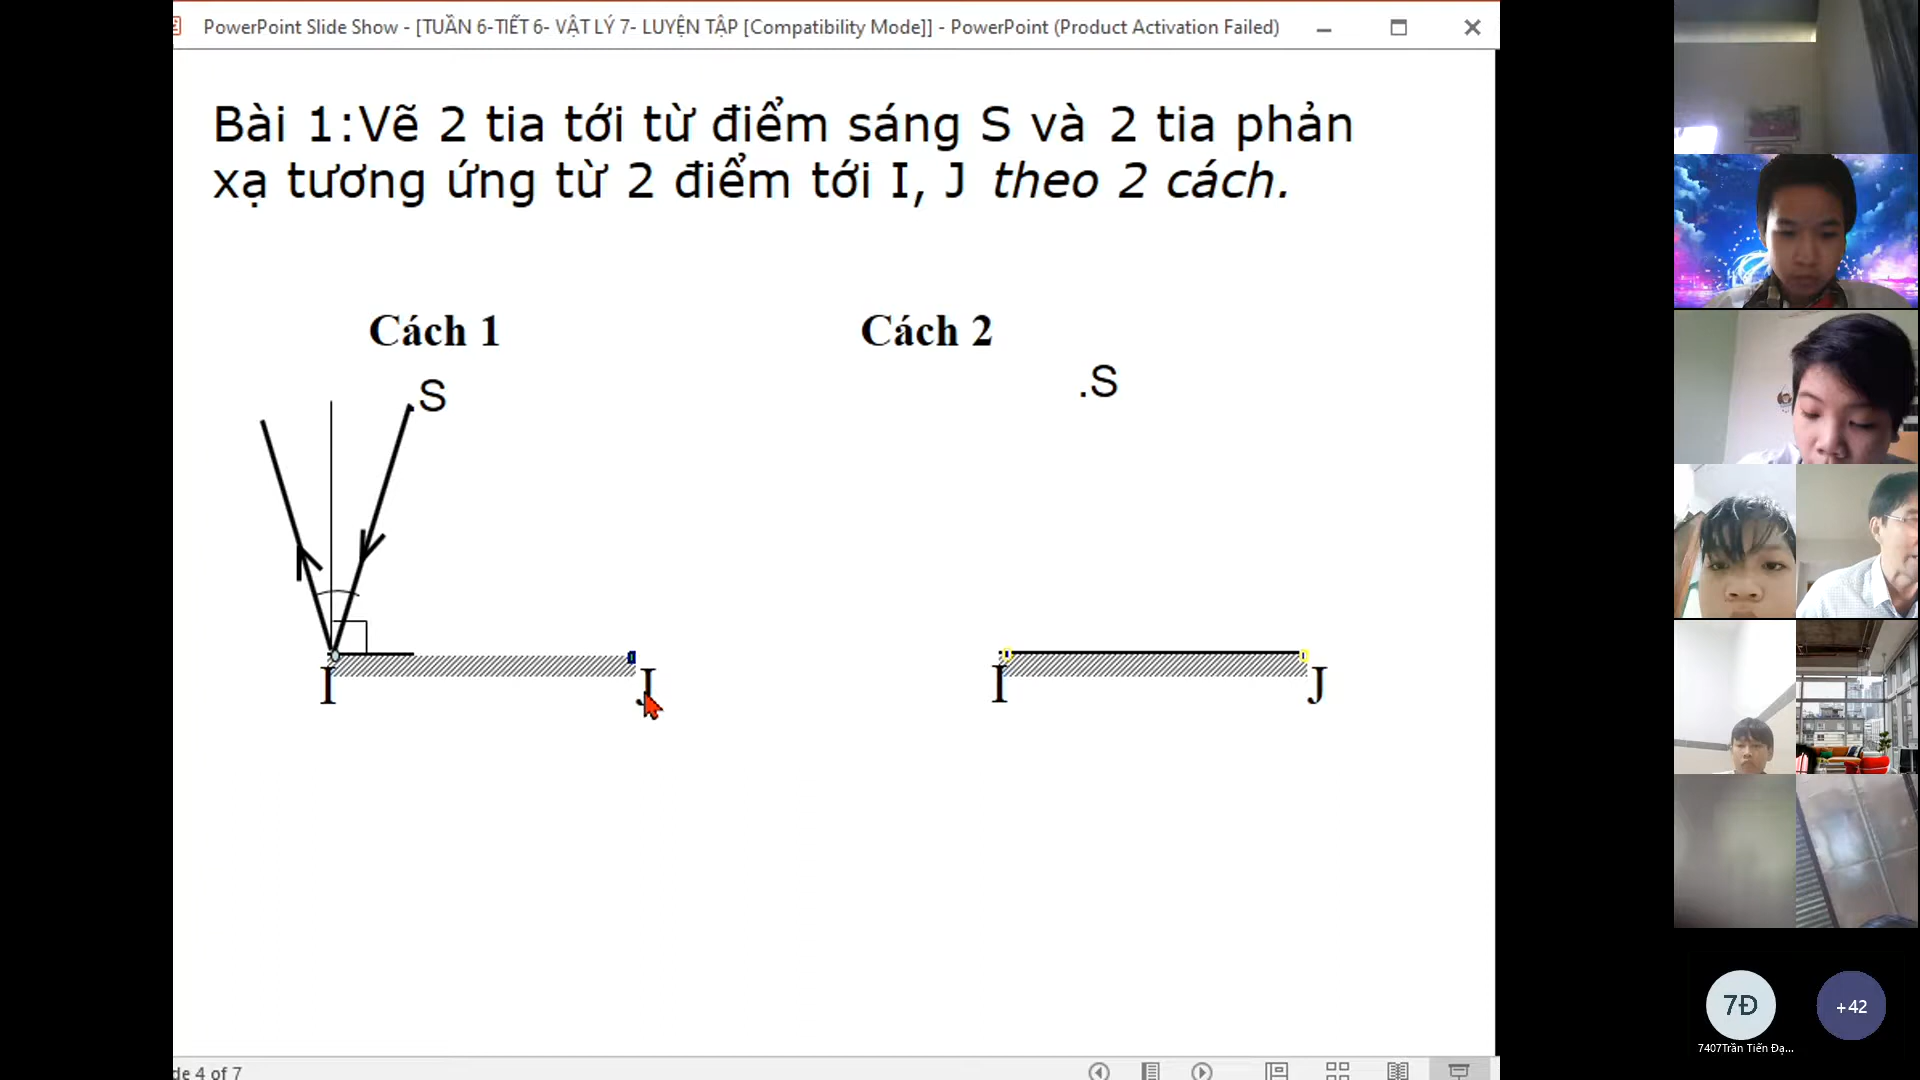 PowerPoint Slide Show - [TUẦN 6-TIẾT 6- VẬT LÝ 7- LUYỆN TẬP [Compatibility Mode]] - PowerPoint (Product Activation Failed)
Bài 1:Vẽ 2 tia tới từ điểm sáng S và 2 tia phản
xạ tương ứng từ 2 điểm tới I, J theo 2 cách.
Cách 1
Cách 2
S
.S
I
J
I
J
de 4 of 7
7Đ
+42
7407Trần Tiến Đạ...